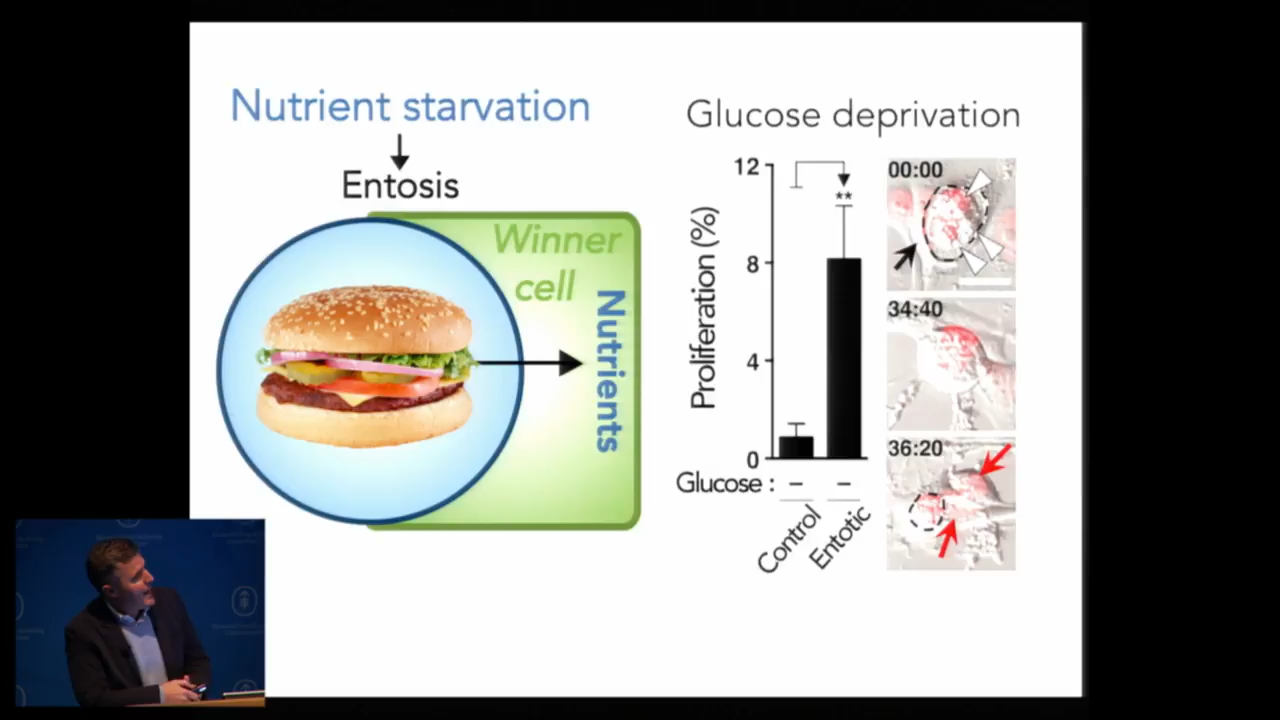 Nutrient starvation
Entosis
Winner
cell
Nutrients
Glucose deprivation
12
8
4
0
Proliferation (%)
**
Glucose : – –
Control
Entotic
00:00
34:40
36:20